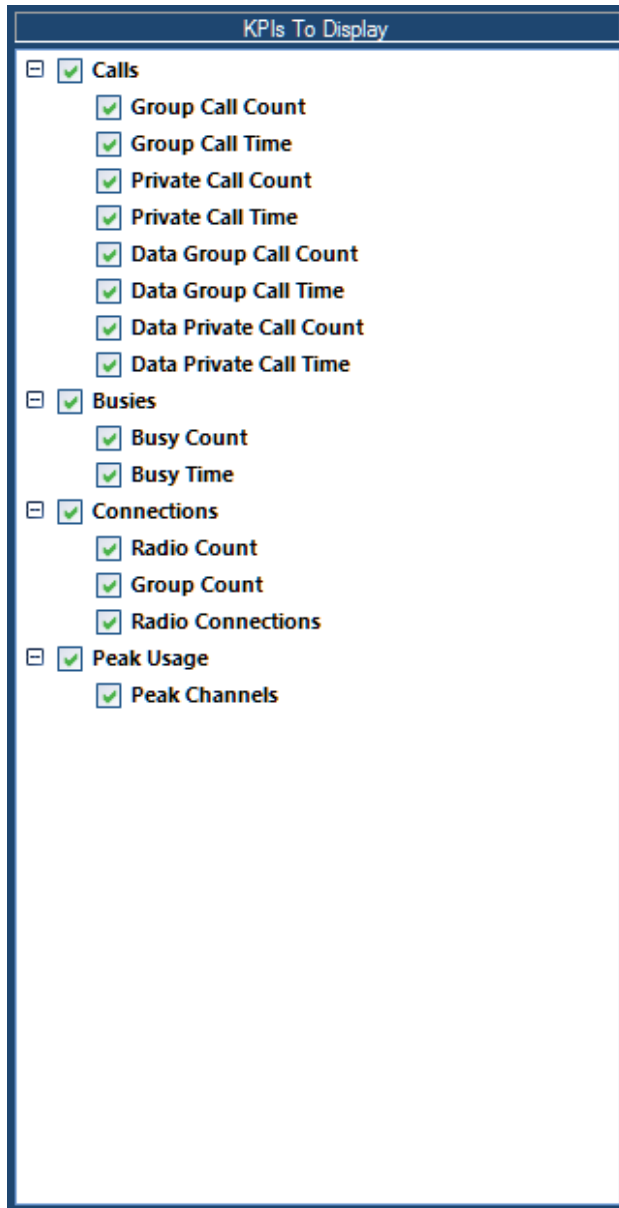 KPIs To Display
Calls
Group Call Count
Group Call Time
Private Call Count
Private Call Time
Data Group Call Count
Data Group Call Time
Data Private Call Count
Data Private Call Time
Busies
Busy Count
Busy Time
Connections
Radio Count
Group Count
Radio Connections
Peak Usage
Peak Channels